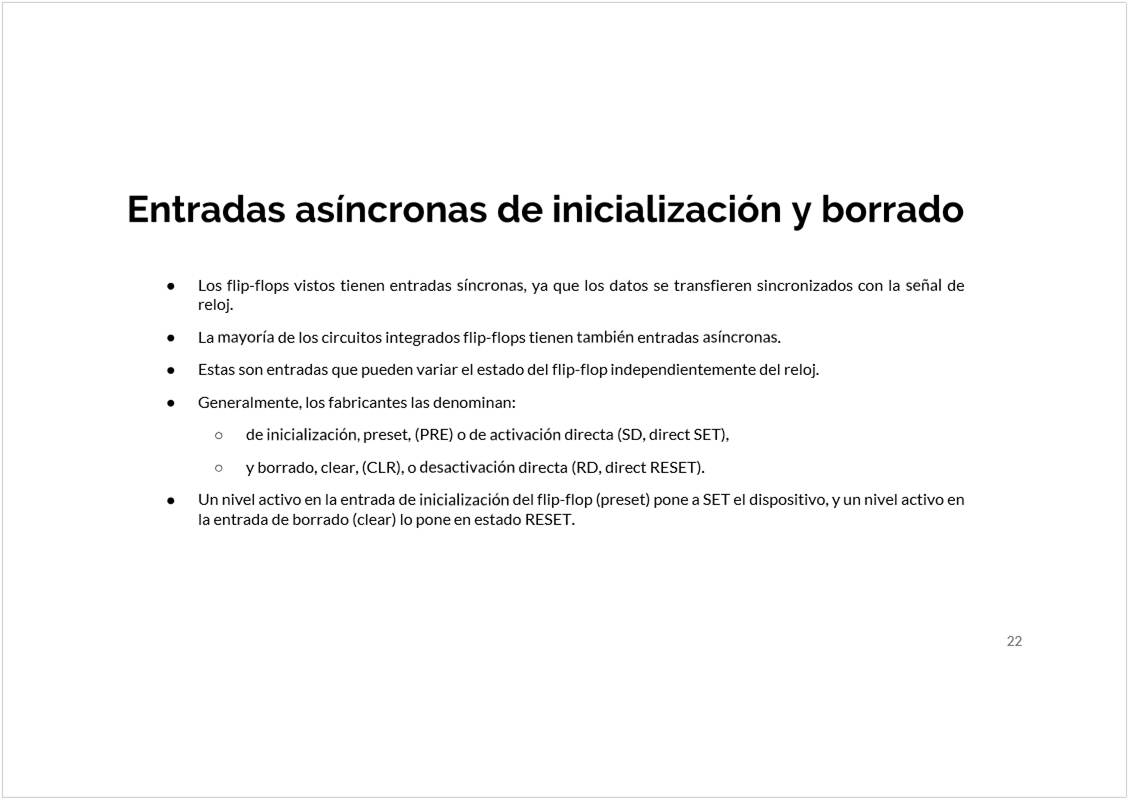 Entradas asíncronas de inicialización y borrado
● Los flip-flops vistos tienen entradas síncronas, ya que los datos se transfieren sincronizados con la señal de
reloj.
● La mayoría de los circuitos integrados flip-flops tienen también entradas asíncronas.
● Estas son entradas que pueden variar el estado del flip-flop independientemente del reloj.
● Generalmente, los fabricantes las denominan:
○ de inicialización, preset, (PRE) o de activación directa (SD, direct SET),
○ y borrado, clear, (CLR), o desactivación directa (RD, direct RESET).
● Un nivel activo en la entrada de inicialización del flip-flop (preset) pone a SET el dispositivo, y un nivel activo en
la entrada de borrado (clear) lo pone en estado RESET.
22